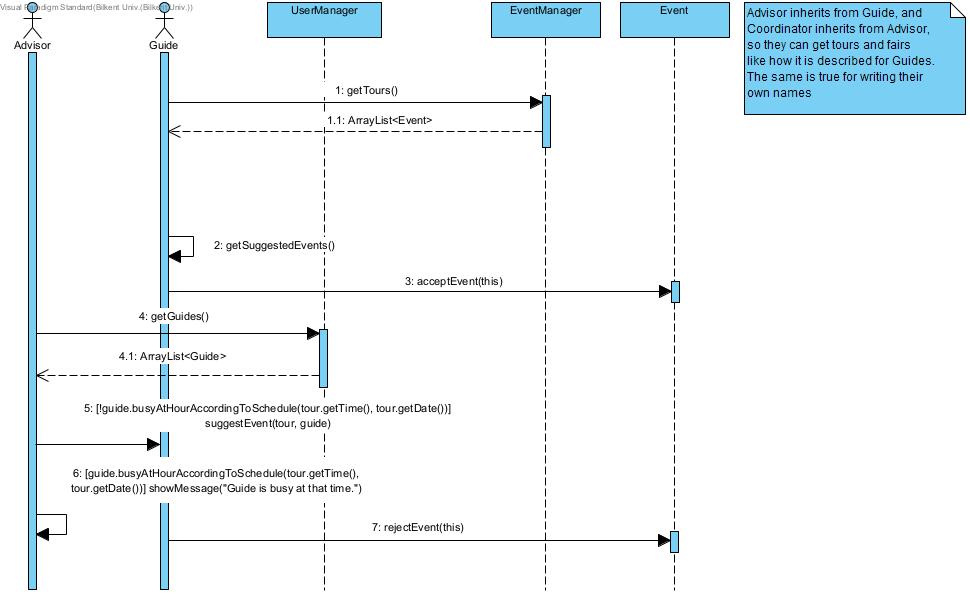 Visual Paradigm Standard(Bilkent Univ.(Bilkent Univ.))
Advisor
Guide
UserManager
EventManager
Event
Advisor inherits from Guide, and
Coordinator inherits from Advisor,
so they can get tours and fairs
like how it is described for Guides.
The same is true for writing their
own names
1: getTours()
1.1: ArrayList<Event>
2: getSuggestedEvents()
3: acceptEvent(this)
4: getGuides()
4.1: ArrayList<Guide>
5: [!guide.busyAtHourAccordingToSchedule(tour.getTime(), tour.getDate())]
suggestEvent(tour, guide)
6: [guide.busyAtHourAccordingToSchedule(tour.getTime(),
tour.getDate())] showMessage("Guide is busy at that time.")
7: rejectEvent(this)